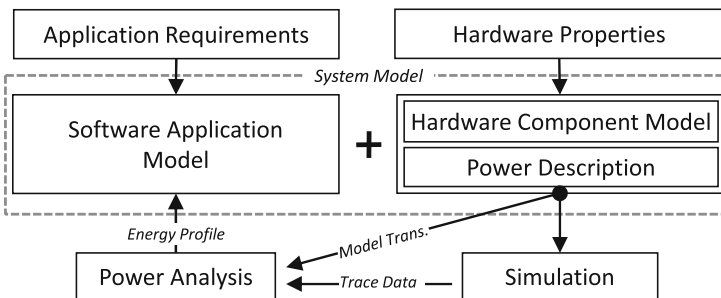 Application Requirements
Hardware Properties
System Model
Software Application
Model
+
Hardware Component Model
Power Description
Energy Profile
Model Trans.
Power Analysis
Trace Data
Simulation